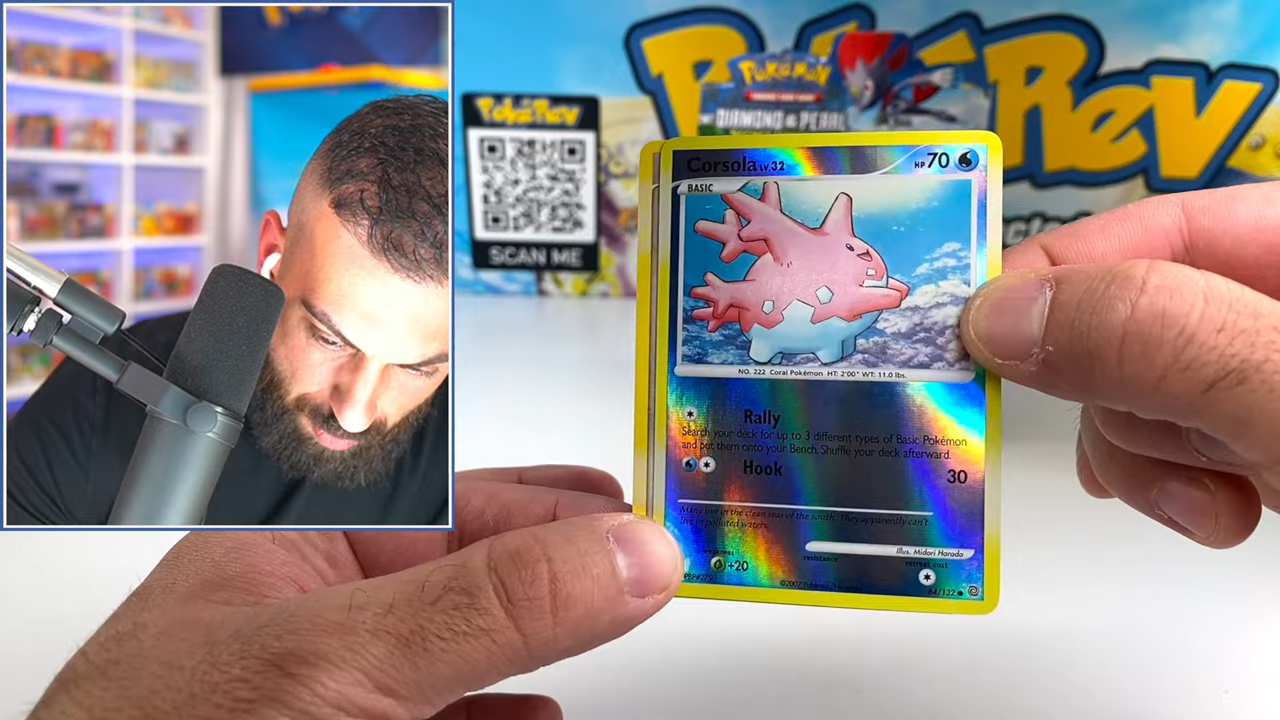 PokéRev
SCAN ME
Pokémon
DIAMOND & PEARL
PokéRev
Corsola LV.32
HP 70
BASIC
NO. 222 Coral Pokémon HT: 2'00" WT: 11.0 lbs.
Rally
Search your deck for up to 3 different types of Basic Pokémon
and put them onto your Bench. Shuffle your deck afterward.
Hook
30
Many live in the clean seas of the south. They apparently can't
live in polluted waters.
Illus. Midori Harada
weakness
resistance
retreat cost
+20
©2007 Pokémon
84/132